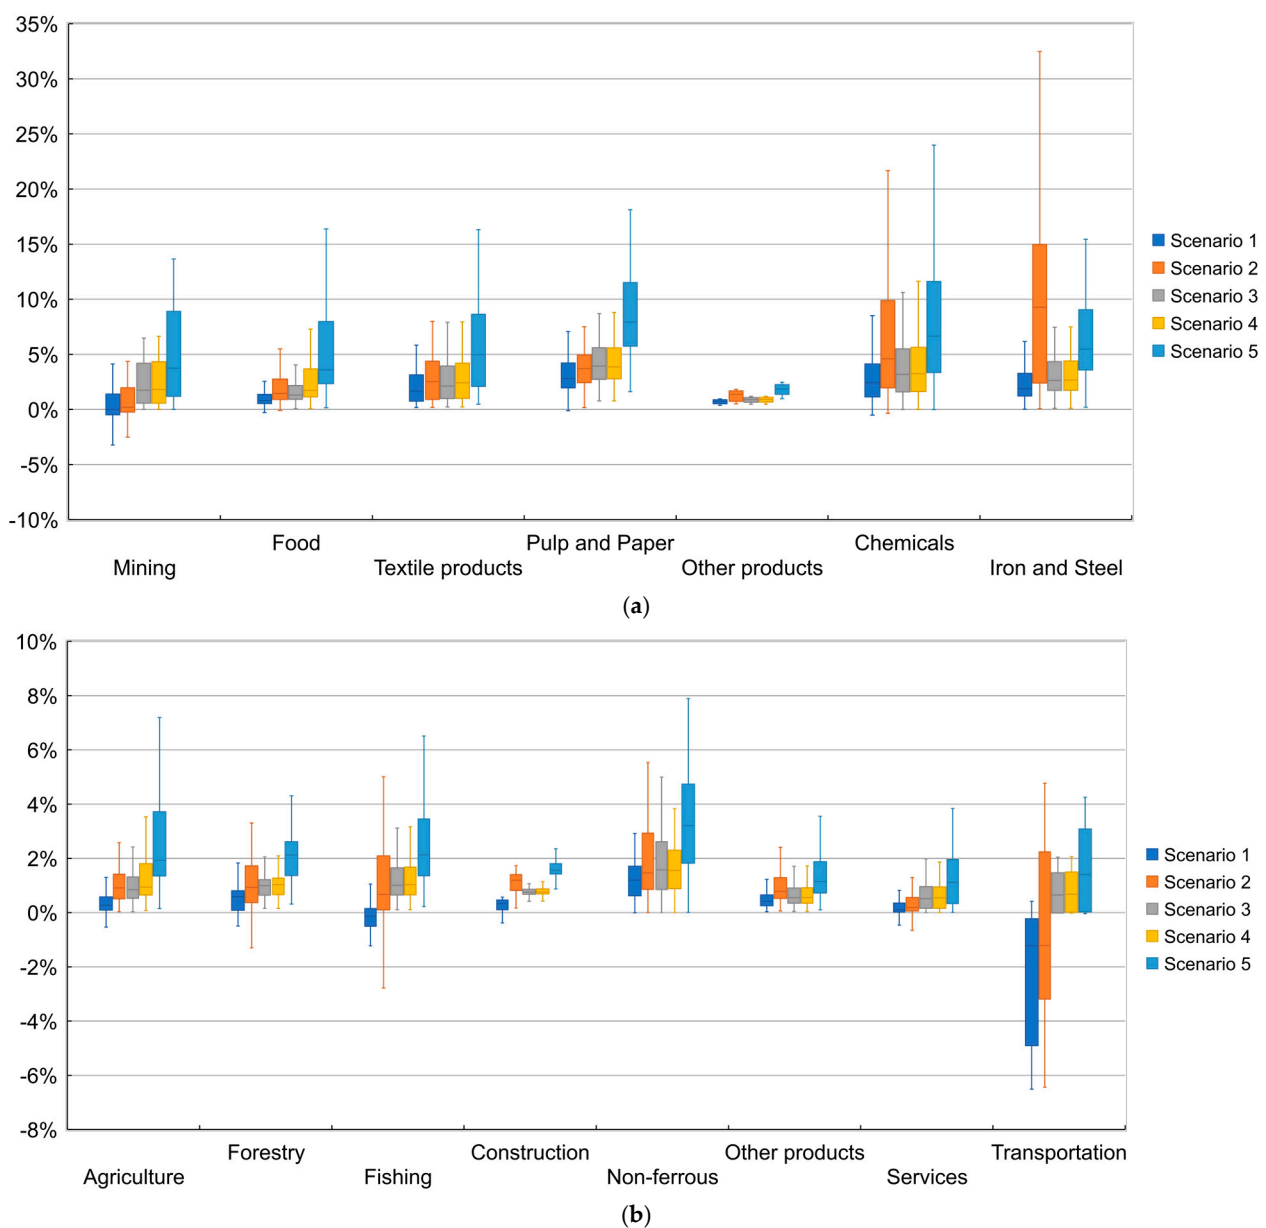 35%
30%
25%
20%
15%
10%
5%
0%
-5%
-10%
Scenario 1
Scenario 2
Scenario 3
Scenario 4
Scenario 5
Food Pulp and Paper Chemicals
Mining Textile products Other products Iron and Steel
(a)
10%
8%
6%
4%
2%
0%
-2%
-4%
-6%
-8%
Scenario 1
Scenario 2
Scenario 3
Scenario 4
Scenario 5
Forestry Construction Other products Transportation
Agriculture Fishing Non-ferrous Services
(b)